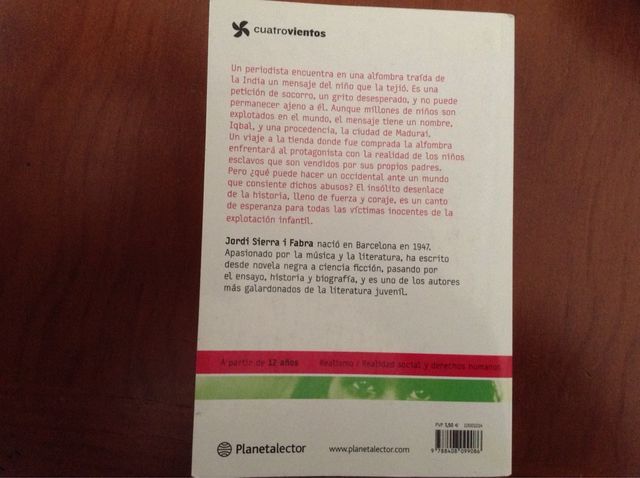 cuatrovientos
Un periodista encuentra en una alfombra traída de
la India un mensaje del niño que la tejió. Es una
petición de socorro, un grito desesperado, y no puede
permanecer ajeno a él. Aunque millones de niños son
explotados en el mundo, el mensaje tiene un nombre,
Iqbal, y una procedencia, la ciudad de Madurai.
Un viaje a la tienda donde fue comprada la alfombra
enfrentará al protagonista con la realidad de los niños
esclavos que son vendidos por sus propios padres.
Pero ¿qué puede hacer un occidental ante un mundo
que consiente dichos abusos? El insólito desenlace
de la historia, lleno de fuerza y coraje, es un canto
de esperanza para todas las víctimas inocentes de la
explotación infantil.
Jordi Sierra i Fabra nació en Barcelona en 1947.
Apasionado por la música y la literatura, ha escrito
desde novela negra a ciencia ficción, pasando por
el ensayo, historia y biografía, y es uno de los autores
más galardonados de la literatura juvenil.
A partir de 12 años Realismo / Realidad social y derechos humanos
PVP 5,50 €
Planetalector www.planetalector.com
9 788408 099086